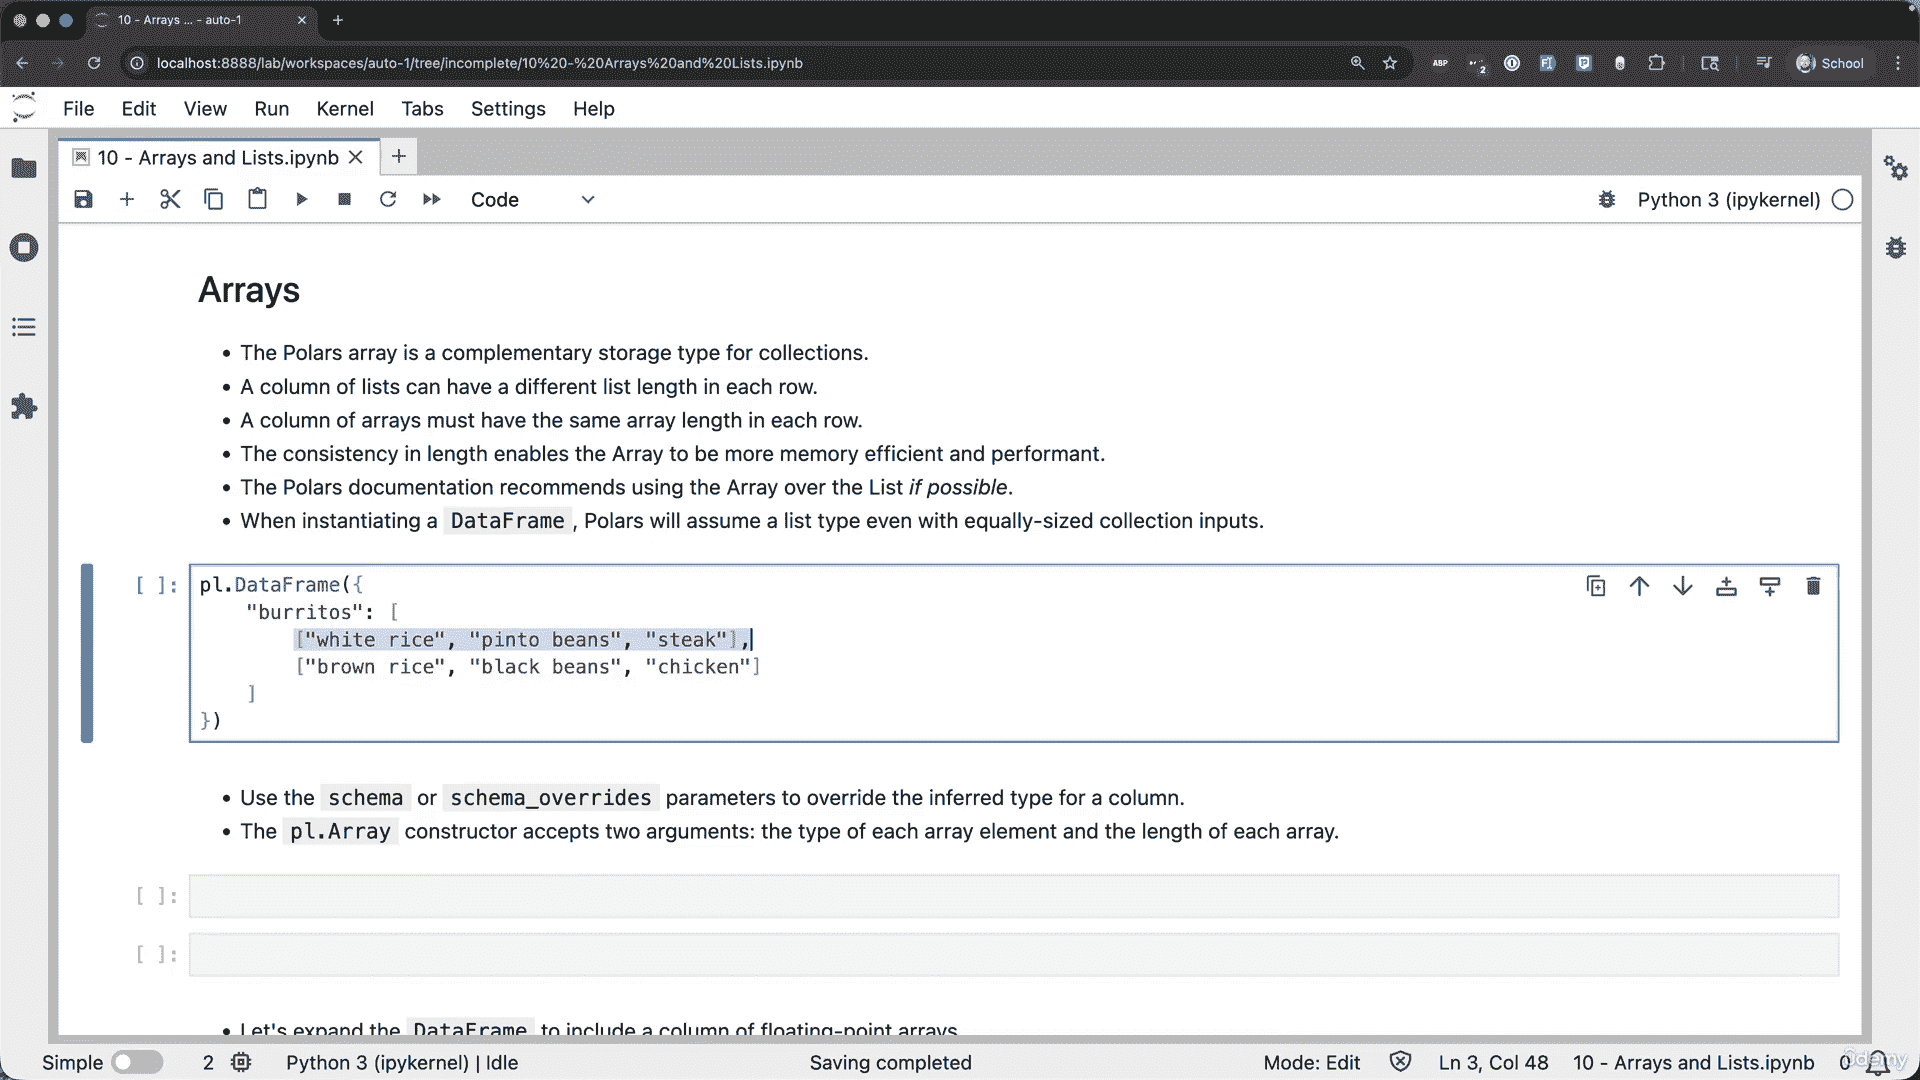 10 - Arrays ... - auto-1
localhost:8888/lab/workspaces/auto-1/tree/incomplete/10%20-%20Arrays%20and%20Lists.ipynb
ABP
2
School
File Edit View Run Kernel Tabs Settings Help
10 - Arrays and Lists.ipynb
Code
Python 3 (ipykernel)
Arrays
• The Polars array is a complementary storage type for collections.
• A column of lists can have a different list length in each row.
• A column of arrays must have the same array length in each row.
• The consistency in length enables the Array to be more memory efficient and performant.
• The Polars documentation recommends using the Array over the List if possible.
• When instantiating a DataFrame, Polars will assume a list type even with equally-sized collection inputs.
[ ]: pl.DataFrame({
"burritos": [
["white rice", "pinto beans", "steak"],
["brown rice", "black beans", "chicken"]
]
})
• Use the schema or schema_overrides parameters to override the inferred type for a column.
• The pl.Array constructor accepts two arguments: the type of each array element and the length of each array.
[ ]:
[ ]:
• Let's expand the DataFrame to include a column of floating-point arrays
Simple 2 Python 3 (ipykernel) | Idle Saving completed Mode: Edit Ln 3, Col 48 10 - Arrays and Lists.ipynb 0
udemy